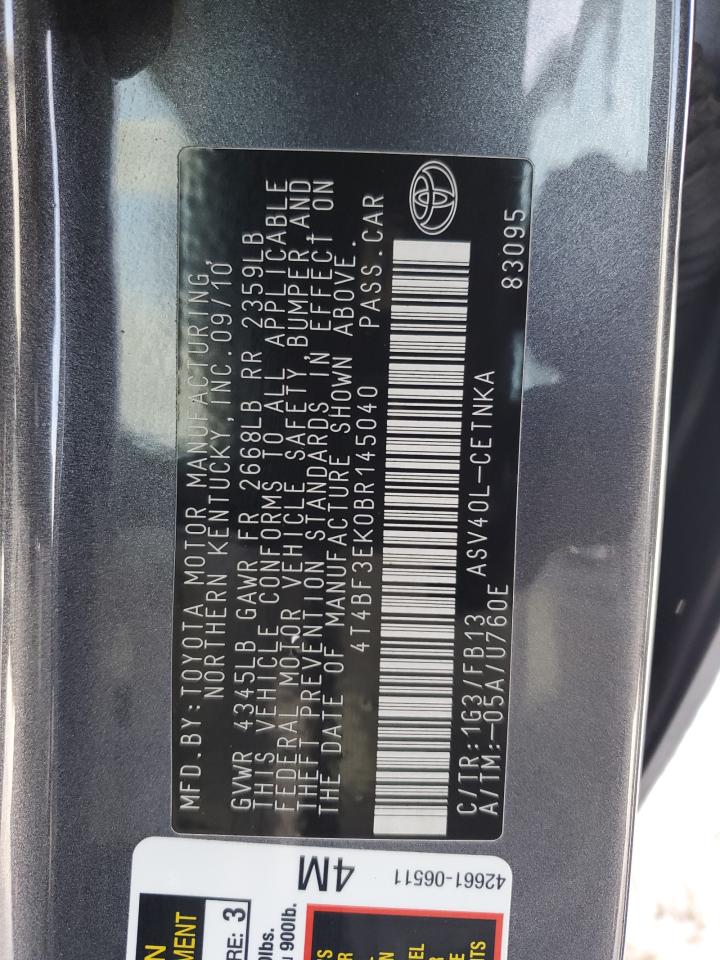 MFD.BY:TOYOTA MOTOR MANUFACTURING,
NORTHERN KENTUCKY, INC.09/10
GVWR 4345LB GAWR FR 2668LB RR 2359LB
THIS VEHICLE CONFORMS TO ALL APPLICABLE
FEDERAL MOTOR VEHICLE SAFETY, BUMPER, AND
THEFT PREVENTION STANDARDS IN EFFECT ON
THE DATE OF MANUFACTURE SHOWN ABOVE.
4T4BF3EK0BR145040 PASS.CAR
C/TR:1G3/FB13 ASV40L-CETNKA 83095
A/TM:-05A/U760E
4M
42661-06511
3
900lb.